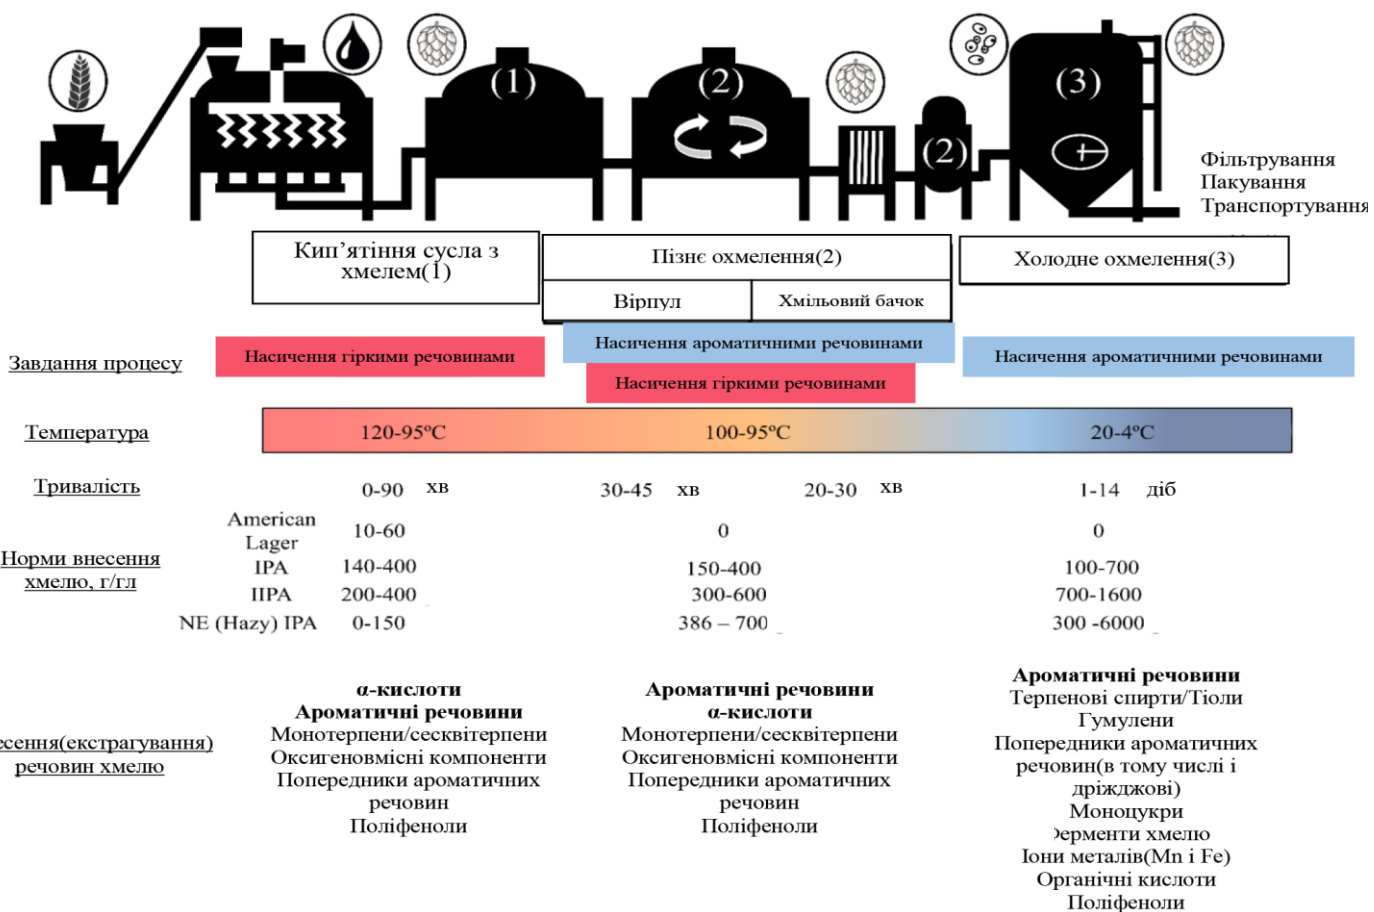 (1)
(2)
(2)
(3)
Фільтрування
Пакування
Транспортування
Кип’ятіння сусла з
хмелем(1)
Пізнє охмелення(2)
Вірпул
Хмільовий бачок
Холодне охмелення(3)
Завдання процесу
Насичення гіркими речовинами
Насичення ароматичними речовинами
Насичення гіркими речовинами
Насичення ароматичними речовинами
Температура
120-95ºC
100-95ºC
20-4ºC
Тривалість
0-90 хв
30-45 хв
20-30 хв
1-14 діб
Норми внесення
хмелю, г/гл
American
Lager
10-60
0
0
IPA
140-400
150-400
100-700
IIPA
200-400
300-600
700-1600
NE (Hazy) IPA
0-150
386 – 700
300 -6000
есення(екстрагування)
речовин хмелю
α-кислоти
Ароматичні речовини
Монотерпени/сесквітерпени
Оксигеновмісні компоненти
Попередники ароматичних
речовин
Поліфеноли
Ароматичні речовини
α-кислоти
Монотерпени/сесквітерпени
Оксигеновмісні компоненти
Попередники ароматичних
речовин
Поліфеноли
Ароматичні речовини
Терпенові спирти/Тіоли
Гумулени
Попередники ароматичних
речовин(в тому числі і
дріжджові)
Моноцукри
Ферменти хмелю
Іони металів(Mn і Fe)
Органічні кислоти
Поліфеноли